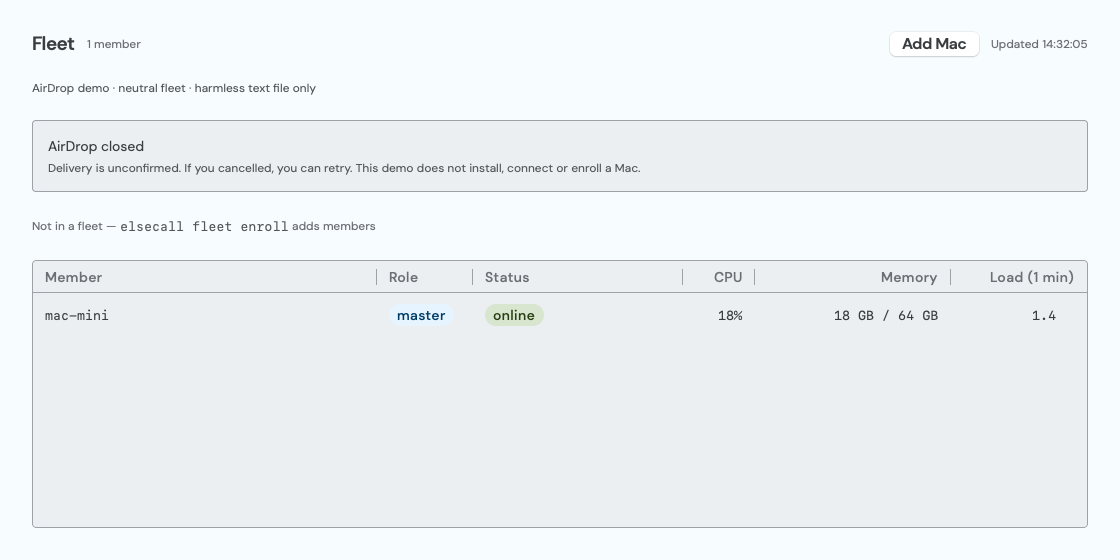 Fleet 1 member Add Mac Updated 14:32:05
AirDrop demo · neutral fleet · harmless text file only
AirDrop closed
Delivery is unconfirmed. If you cancelled, you can retry. This demo does not install, connect or enroll a Mac.
Not in a fleet — elsecall fleet enroll adds members
Member Role Status CPU Memory Load (1 min)
mac-mini master online 18% 18 GB / 64 GB 1.4